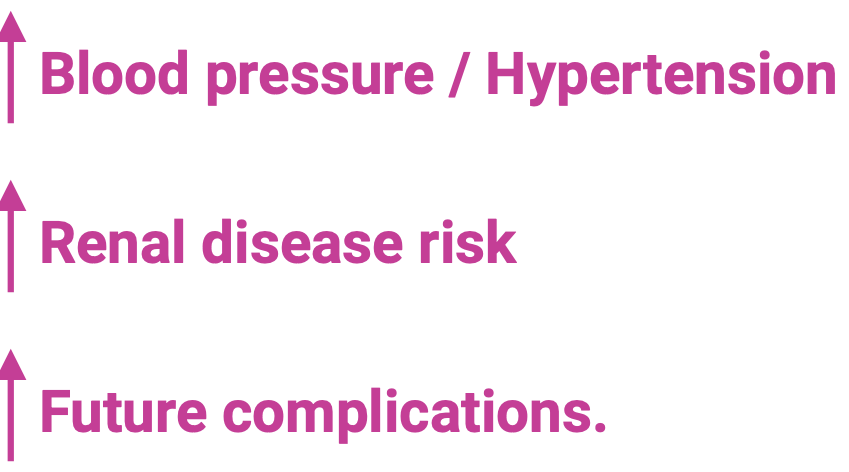 Blood pressure / Hypertension
Renal disease risk
Future complications.